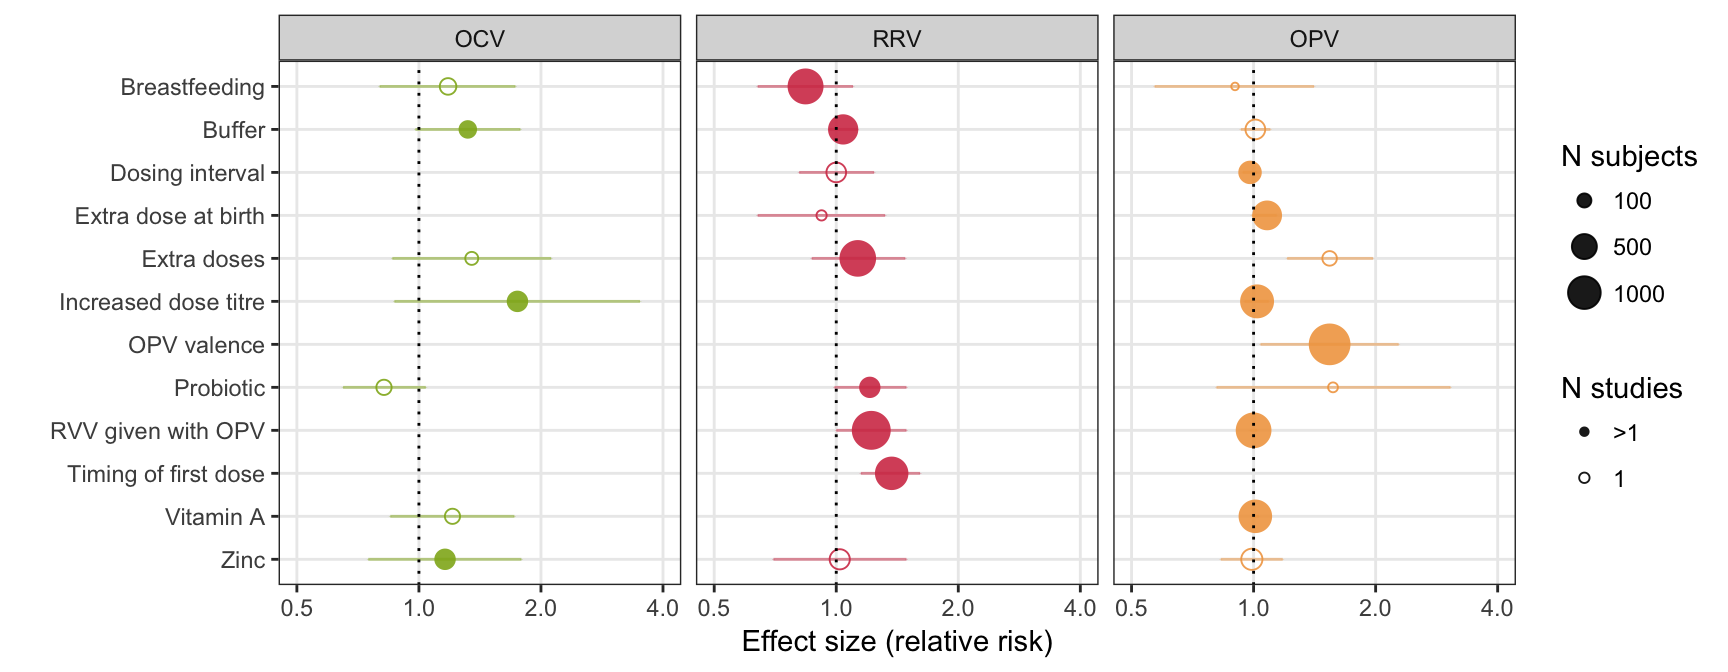 OCV RRV OPV
Breastfeeding
Buffer
Dosing interval
Extra dose at birth
Extra doses
Increased dose titre
OPV valence
Probiotic
RVV given with OPV
Timing of first dose
Vitamin A
Zinc
0.5 1.0 2.0 4.0 0.5 1.0 2.0 4.0 0.5 1.0 2.0 4.0
Effect size (relative risk)
N subjects
100
500
1000
N studies
>1
1